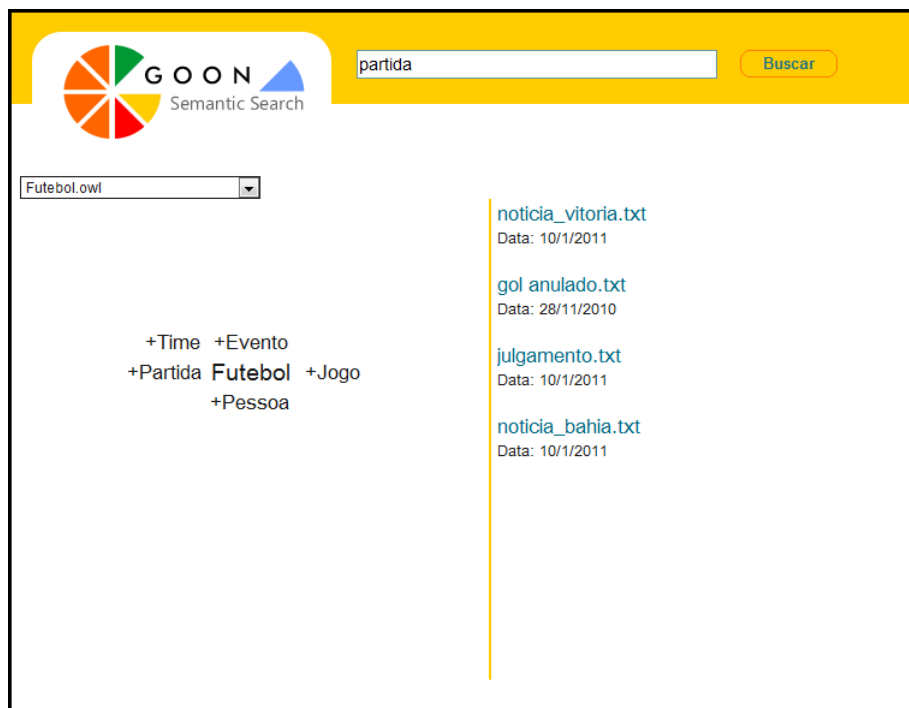 partida
Buscar
GOON
Semantic Search
Futebol.owl
+Time +Evento
+Partida Futebol +Jogo
+Pessoa
noticia_vitoria.txt
Data: 10/1/2011
gol anulado.txt
Data: 28/11/2010
julgamento.txt
Data: 10/1/2011
noticia_bahia.txt
Data: 10/1/2011